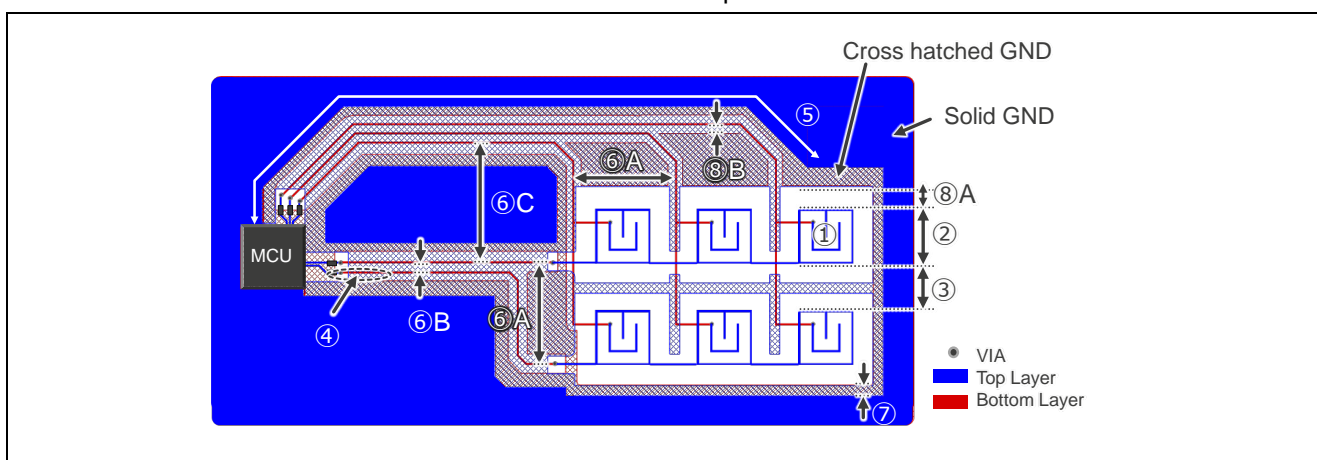 Cross hatched GND
⑤
Solid GND
⑥A
⑧B
⑧A
⑥C
①
②
MCU
③
④
⑥B
⑥A
VIA
Top Layer
Bottom Layer
⑦